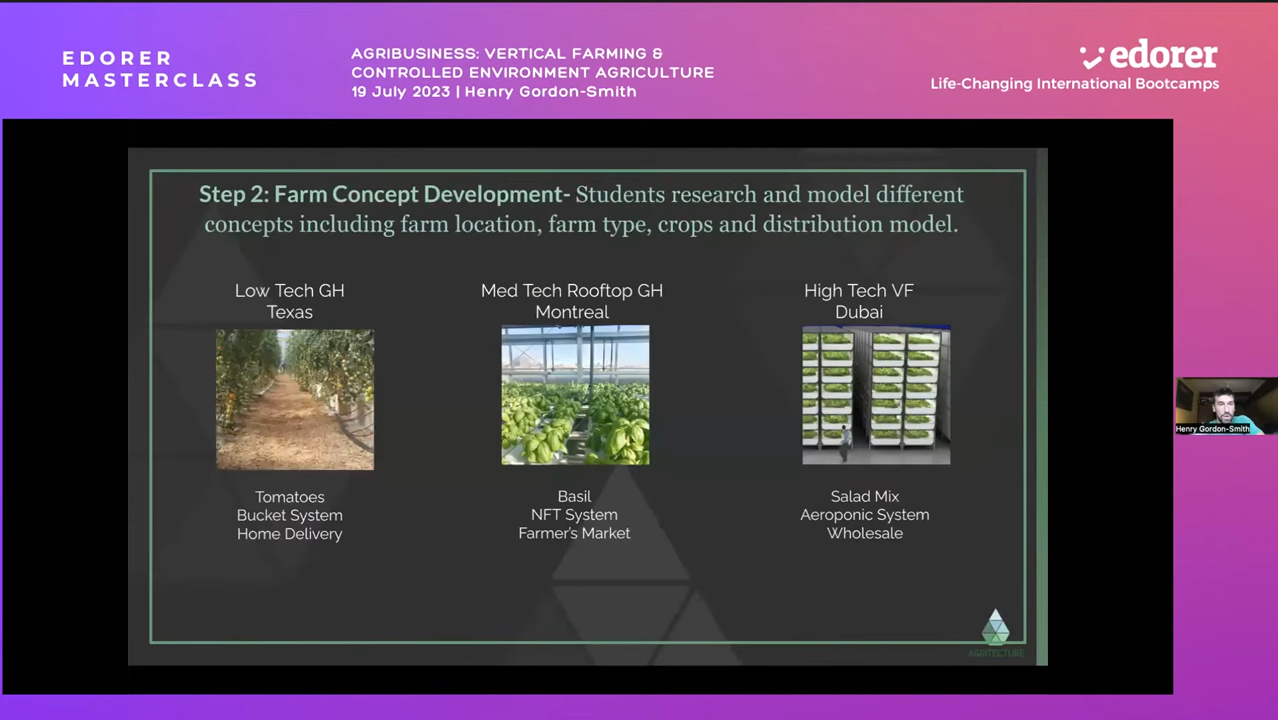 EDORER
MASTERCLASS
AGRIBUSINESS: VERTICAL FARMING &
CONTROLLED ENVIRONMENT AGRICULTURE
19 July 2023 | Henry Gordon-Smith
edorer
Life-Changing International Bootcamps
Step 2: Farm Concept Development- Students research and model different
concepts including farm location, farm type, crops and distribution model.
Low Tech GH
Texas
Med Tech Rooftop GH
Montreal
High Tech VF
Dubai
Tomatoes
Bucket System
Home Delivery
Basil
NFT System
Farmer's Market
Salad Mix
Aeroponic System
Wholesale
AGRITECTURE
Henry Gordon-Smith